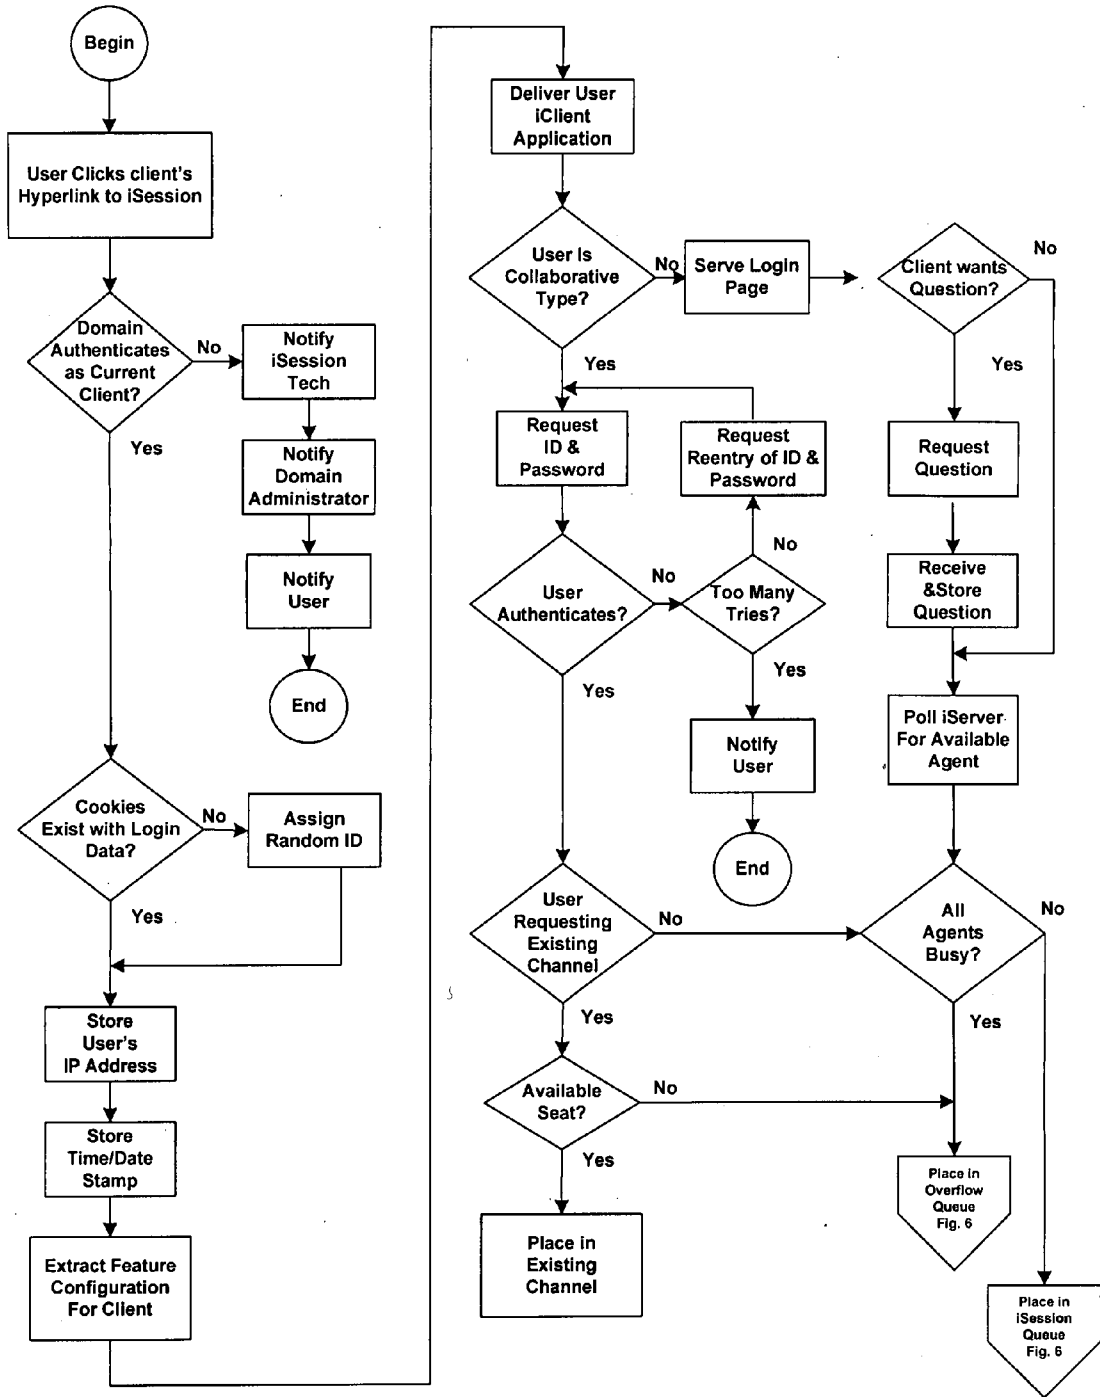 Begin
User Clicks client's
Hyperlink to iSession
Domain
Authenticates
as Current
Client?
No
Notify
iSession
Tech
Notify
Domain
Administrator
Notify
User
End
Yes
Cookies
Exist with Login
Data?
No
Assign
Random ID
Yes
Store
User's
IP Address
Store
Time/Date
Stamp
Extract Feature
Configuration
For Client
Deliver User
iClient
Application
User Is
Collaborative
Type?
No
Serve Login
Page
Client wants
Question?
No
Yes
Request
Question
Receive
&Store
Question
Poll iServer
For Available
Agent
Yes
Request
ID &
Password
Request
Reentry of ID &
Password
User
Authenticates?
No
Too Many
Tries?
No
Yes
Notify
User
End
Yes
User
Requesting
Existing
Channel
No
All
Agents
Busy?
No
Yes
Yes
Available
Seat?
No
Yes
Place in
Existing
Channel
Place in
Overflow
Queue
Fig. 6
Place in
iSession
Queue
Fig. 6